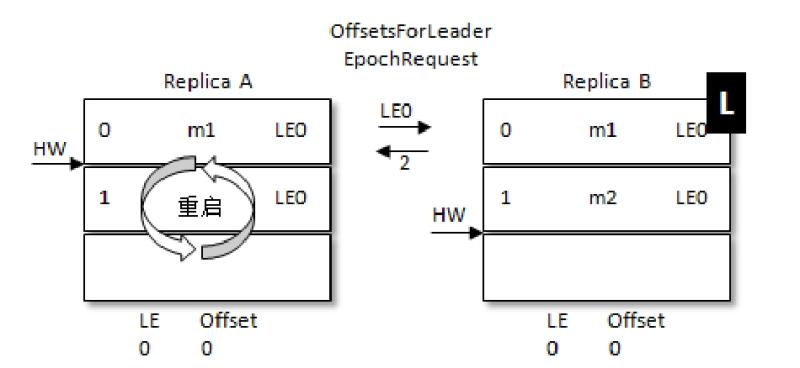 OffsetsForLeader
EpochRequest
Replica A
Replica B
L
0 m1 LE0
LE0
2
0 m1 LE0
HW
1 重启 LE0
1 m2 LE0
HW
LE Offset
0 0
LE Offset
0 0